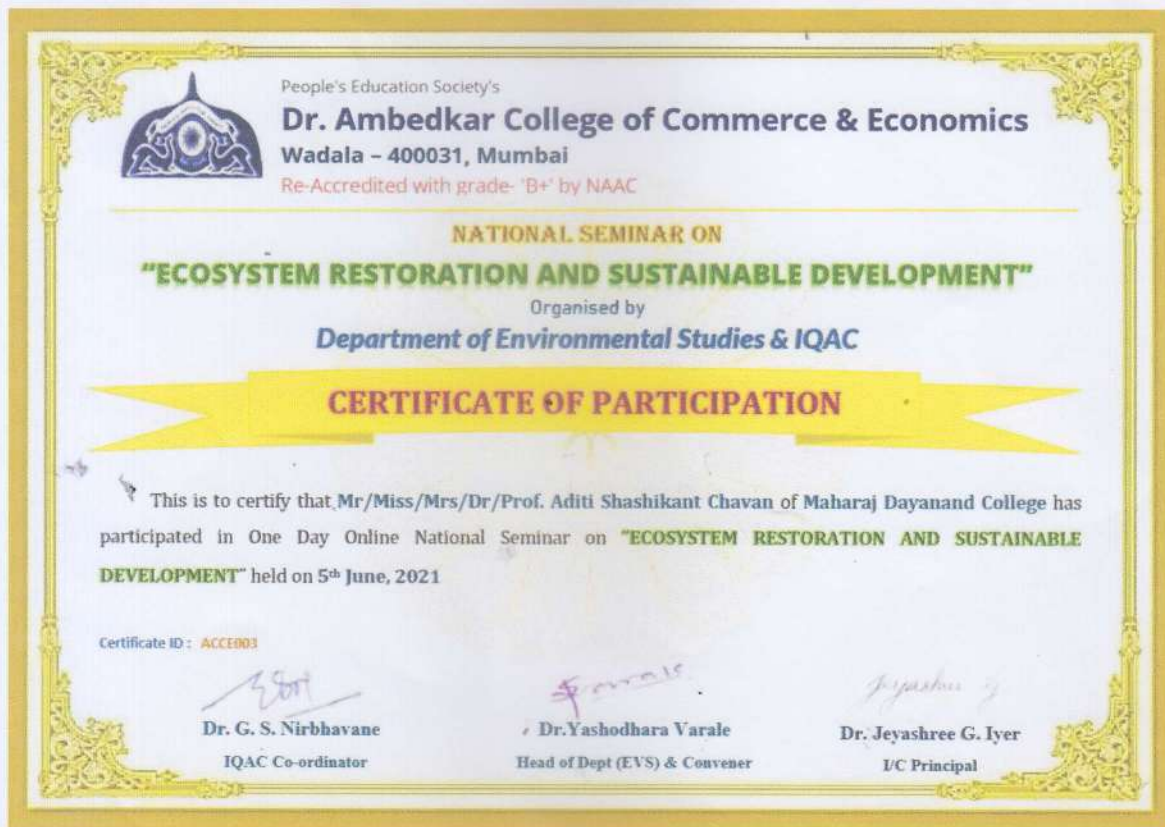 People's Education Society's
Dr. Ambedkar College of Commerce & Economics
Wadala – 400031, Mumbai
Re-Accredited with grade- 'B+' by NAAC
NATIONAL SEMINAR ON
"ECOSYSTEM RESTORATION AND SUSTAINABLE DEVELOPMENT"
Organised by
Department of Environmental Studies & IQAC
CERTIFICATE OF PARTICIPATION
This is to certify that Mr/Miss/Mrs/Dr/Prof. Aditi Shashikant Chavan of Maharaj Dayanand College has
participated in One Day Online National Seminar on "ECOSYSTEM RESTORATION AND SUSTAINABLE
DEVELOPMENT" held on 5th June, 2021
Certificate ID : ACCE003
Dr. G. S. Nirbhavane Dr.Yashodhara Varale Dr. Jeyashree G. Iyer
IQAC Co-ordinator Head of Dept (EVS) & Convener I/C Principal